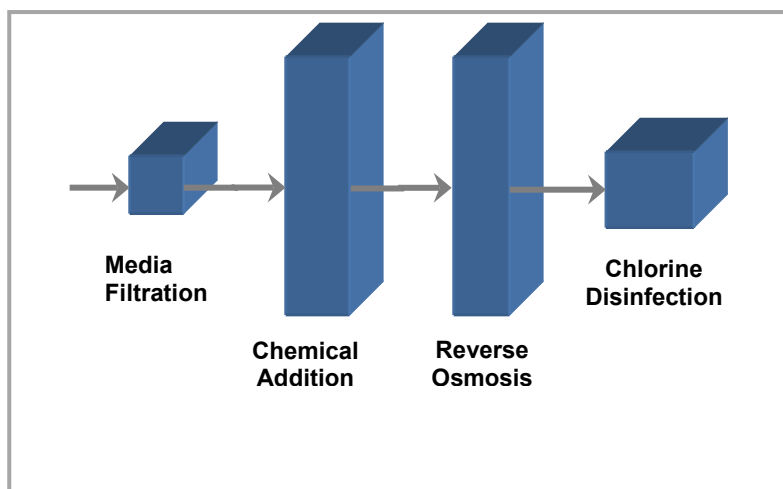 Media
Filtration
Chemical
Addition
Reverse
Osmosis
Chlorine
Disinfection